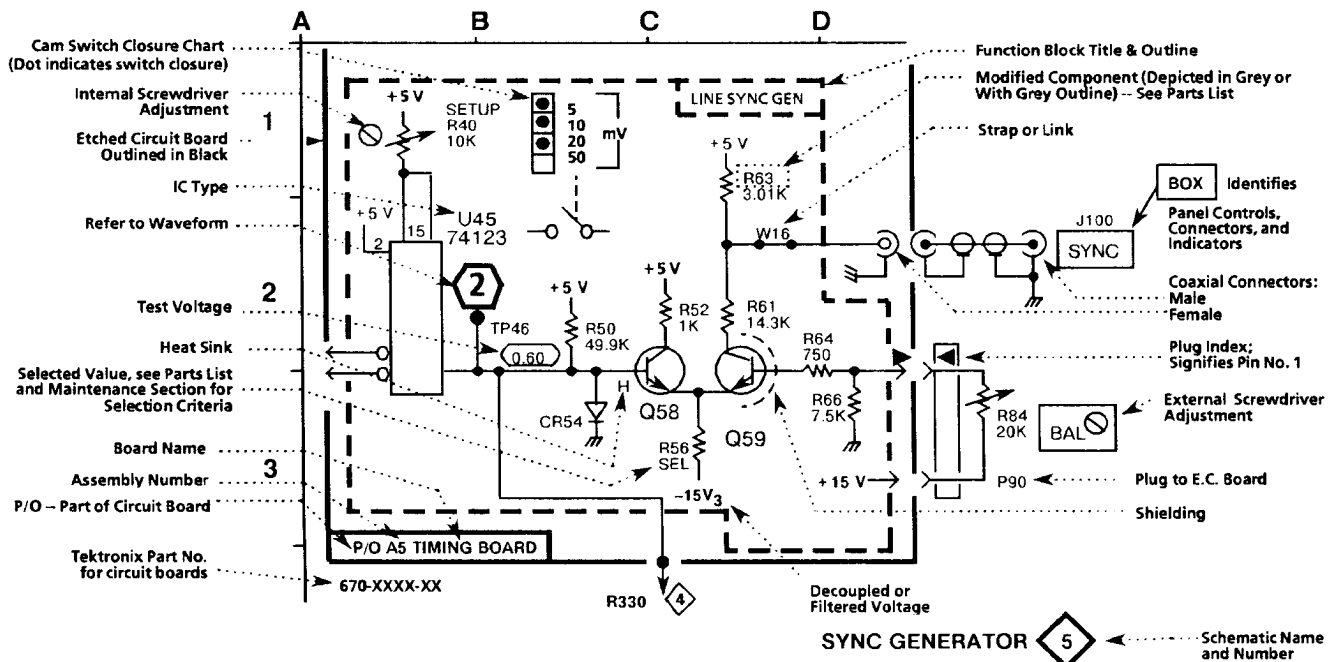 A B C D
Cam Switch Closure Chart
(Dot indicates switch closure)
Internal Screwdriver
Adjustment
Etched Circuit Board
Outlined in Black
IC Type
Refer to Waveform
Test Voltage
Heat Sink
Selected Value, see Parts List
and Maintenance Section for
Selection Criteria
Board Name
Assembly Number
P/O – Part of Circuit Board
Tektronix Part No.
for circuit boards
1
2
3
+5 V
SETUP
R40
10K
5
10
20
50
mV
LINE SYNC GEN
+5 V
R63
3.01K
+5 V
2
15
U45
74123
2
TP46
0.60
+5 V
R50
49.9K
CR54
+5 V
R52
1K
H
Q58
W16
R61
14.3K
R64
750
R66
7.5K
Q59
R56
SEL
–15V3
+15 V
P/O A5 TIMING BOARD
670-XXXX-XX
R330
4
Function Block Title & Outline
Modified Component (Depicted in Grey or
With Grey Outline) -- See Parts List
Strap or Link
BOX Identifies
Panel Controls,
Connectors, and
Indicators
J100
SYNC
Coaxial Connectors:
Male
Female
Plug Index;
Signifies Pin No. 1
R84
20K
BAL
External Screwdriver
Adjustment
P90
Plug to E.C. Board
Shielding
Decoupled or
Filtered Voltage
SYNC GENERATOR 5
Schematic Name
and Number